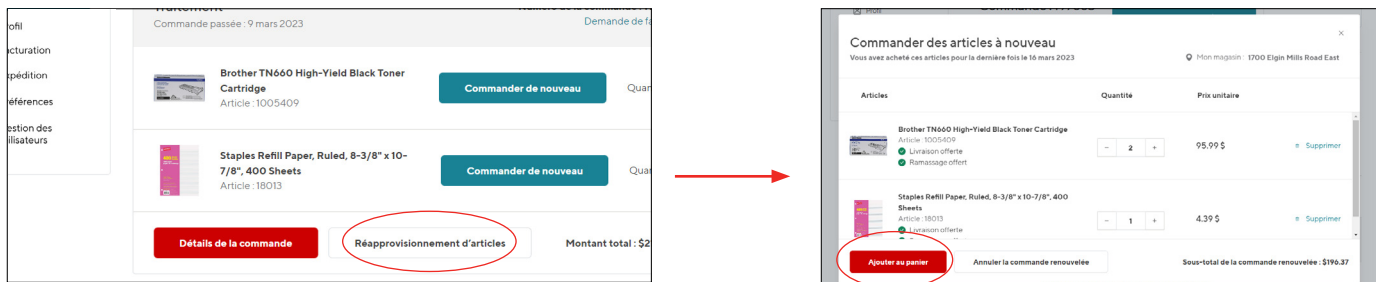 Commande passée : 9 mars 2023
Demande de fa
ofil
acturation
xpédition
éférences
estion des
ilisateurs
Brother TN660 High-Yield Black Toner
Cartridge
Article : 1005409
Commander de nouveau
Quan
Staples Refill Paper, Ruled, 8-3/8" x 10-
7/8", 400 Sheets
Article : 18013
Commander de nouveau
Quar
Détails de la commande
Réapprovisionnement d'articles
Montant total : $2
Profil
Commander des articles à nouveau
Vous avez acheté ces articles pour la dernière fois le 16 mars 2023
Mon magasin : 1700 Elgin Mills Road East
Articles
Quantité
Prix unitaire
Brother TN660 High-Yield Black Toner Cartridge
Article : 1005409
Livraison offerte
Ramassage offert
- 2 +
95.99 $
Supprimer
Staples Refill Paper, Ruled, 8-3/8" x 10-7/8", 400
Sheets
Article : 18013
Livraison offerte
- 1 +
4.39 $
Supprimer
Ajouter au panier
Annuler la commande renouvelée
Sous-total de la commande renouvelée : $196.37